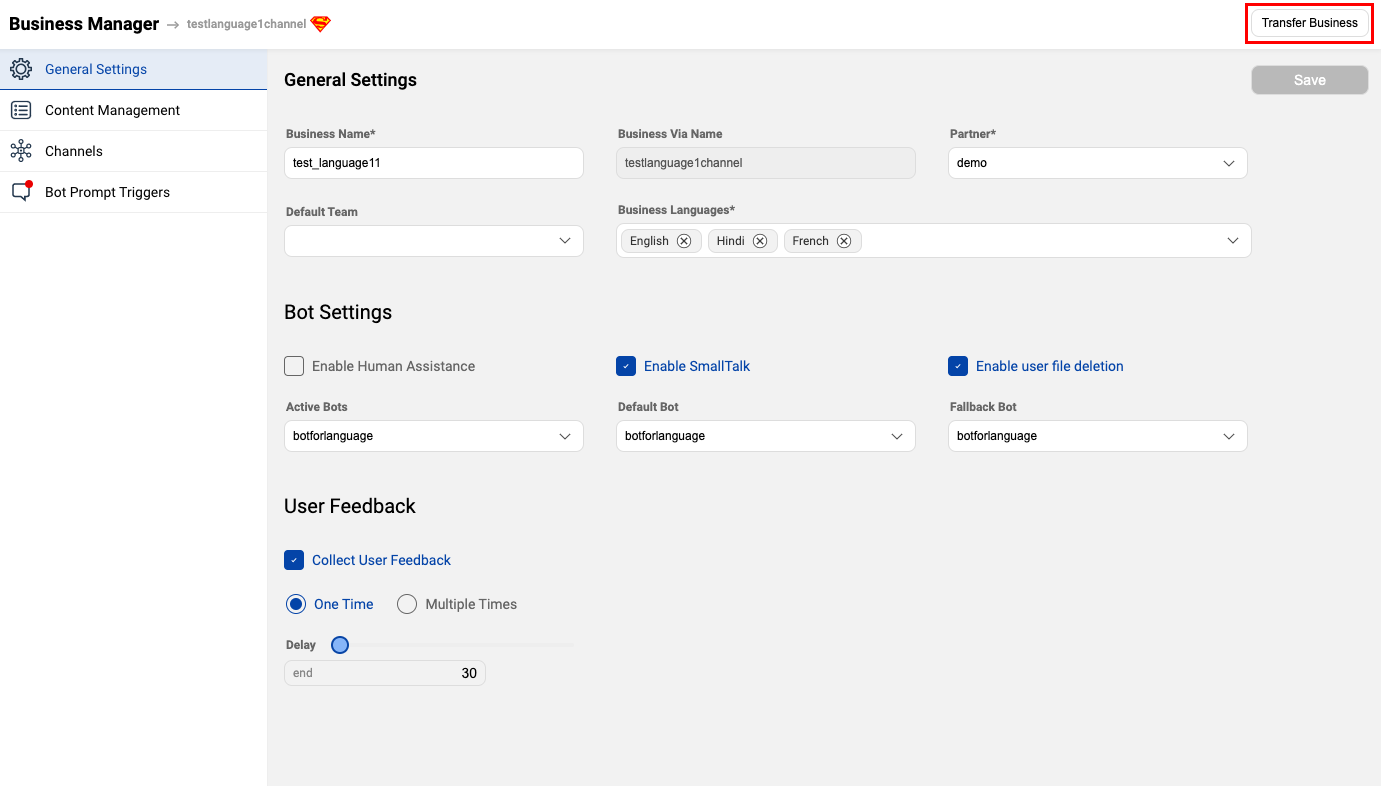 Business Manager → testlanguage1channel
Transfer Business
General Settings
Content Management
Channels
Bot Prompt Triggers
General Settings
Save
Business Name*
Business Via Name
Partner*
test_language11
testlanguage1channel
demo
Default Team
Business Languages*
English
Hindi
French
Bot Settings
Enable Human Assistance
Enable SmallTalk
Enable user file deletion
Active Bots
Default Bot
Fallback Bot
botforlanguage
botforlanguage
botforlanguage
User Feedback
Collect User Feedback
One Time
Multiple Times
Delay
end 30